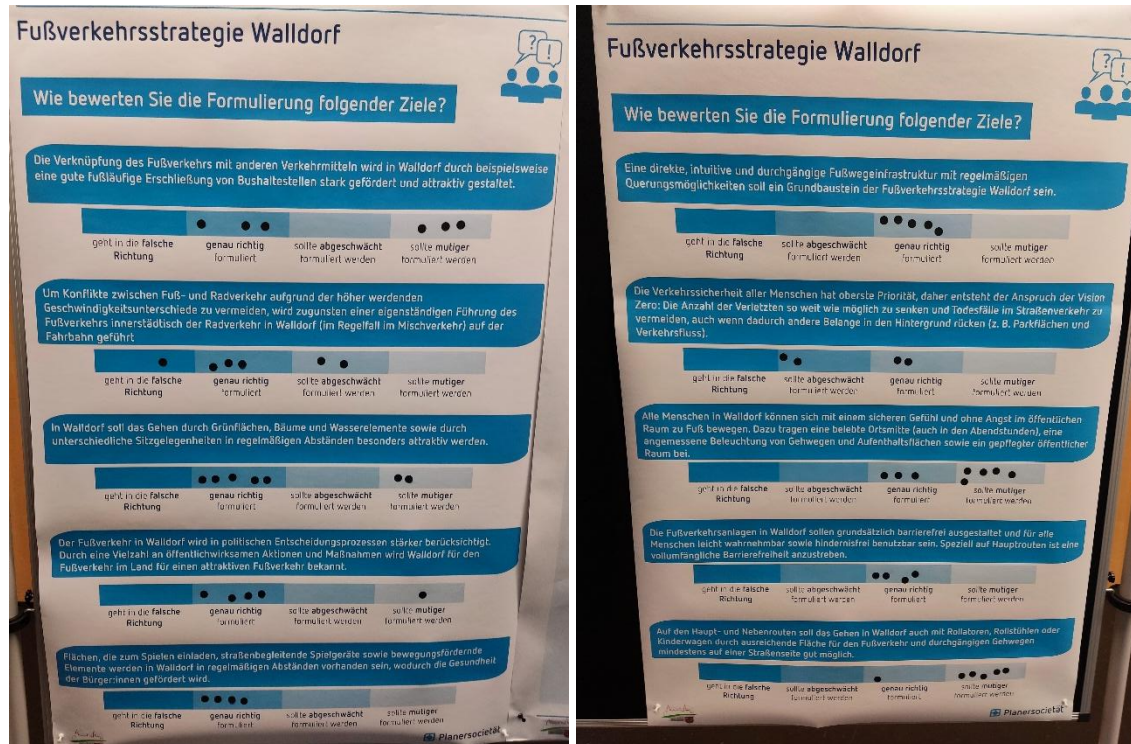 Fußverkehrsstrategie Walldorf
Wie bewerten Sie die Formulierung folgender Ziele?
Die Verknüpfung des Fußverkehrs mit anderen Verkehrmitteln wird in Walldorf durch beispielsweise
eine gute fußläufige Erschließung von Bushaltestellen stark gefördert und attraktiv gestaltet.
geht in die falsche Richtung
genau richtig formuliert
sollte abgeschwächt formuliert werden
sollte mutiger formuliert werden
Um Konflikte zwischen Fuß- und Radverkehr aufgrund der höher werdenden
Geschwindigkeitsunterschiede zu vermeiden, wird zugunsten einer eigenständigen Führung des
Fußverkehrs innerstädtisch der Radverkehr in Walldorf (im Regelfall im Mischverkehr) auf der
Fahrbahn geführt
geht in die falsche Richtung
genau richtig formuliert
sollte abgeschwächt formuliert werden
sollte mutiger formuliert werden
In Walldorf soll das Gehen durch Grünflächen, Bäume und Wasserelemente sowie durch
unterschiedliche Sitzgelegenheiten in regelmäßigen Abständen besonders attraktiv werden.
geht in die falsche Richtung
genau richtig formuliert
sollte abgeschwächt formuliert werden
sollte mutiger formuliert werden
Der Fußverkehr in Walldorf wird in politischen Entscheidungsprozessen stärker berücksichtigt.
Durch eine Vielzahl an öffentlichwirksamen Aktionen und Maßnahmen wird Walldorf für den
Fußverkehr im Land für einen attraktiven Fußverkehr bekannt.
geht in die falsche Richtung
genau richtig formuliert
sollte abgeschwächt formuliert werden
sollte mutiger formuliert werden
Flächen, die zum Spielen einladen, straßenbegleitende Spielgeräte sowie bewegungsfördernde
Elemente werden in Walldorf in regelmäßigen Abständen vorhanden sein, wodurch die Gesundheit
der Bürger:innen gefördert wird.
geht in die falsche Richtung
genau richtig formuliert
sollte abgeschwächt formuliert werden
sollte mutiger formuliert werden
Planersocietät
Fußverkehrsstrategie Walldorf
Wie bewerten Sie die Formulierung folgender Ziele?
Eine direkte, intuitive und durchgängige Fußwegeinfrastruktur mit regelmäßigen
Querungsmöglichkeiten soll ein Grundbaustein der Fußverkehrsstrategie Walldorf sein.
geht in die falsche Richtung
sollte abgeschwächt formuliert werden
genau richtig formuliert
sollte mutiger formuliert werden
Die Verkehrssicherheit aller Menschen hat oberste Priorität, daher entsteht der Anspruch der Vision
Zero: Die Anzahl der Verletzten so weit wie möglich zu senken und Todesfälle im Straßenverkehr zu
vermeiden, auch wenn dadurch andere Belange in den Hintergrund rücken (z. B. Parkflächen und
Verkehrsfluss).
geht in die falsche Richtung
sollte abgeschwächt formuliert werden
genau richtig formuliert
sollte mutiger formuliert werden
Alle Menschen in Walldorf können sich mit einem sicheren Gefühl und ohne Angst im öffentlichen
Raum zu Fuß bewegen. Dazu tragen eine belebte Ortsmitte (auch in den Abendstunden), eine
angemessene Beleuchtung von Gehwegen und Aufenthaltsflächen sowie ein gepflegter öffentlicher
Raum bei.
geht in die falsche Richtung
sollte abgeschwächt formuliert werden
genau richtig formuliert
sollte mutiger formuliert werden
Die Fußverkehrsanlagen in Walldorf sollen grundsätzlich barrierefrei ausgestaltet und für alle
Menschen leicht wahrnehmbar sowie hindernisfrei benutzbar sein. Speziell auf Hauptrouten ist eine
vollumfängliche Barrierefreiheit anzustreben.
geht in die falsche Richtung
sollte abgeschwächt formuliert werden
genau richtig formuliert
sollte mutiger formuliert werden
Auf den Haupt- und Nebenrouten soll das Gehen in Walldorf auch mit Rollatoren, Rollstühlen oder
Kinderwagen durch ausreichende Fläche für den Fußverkehr und durchgängigen Gehwegen
mindestens auf einer Straßenseite gut möglich.
geht in die falsche Richtung
sollte abgeschwächt formuliert werden
genau richtig formuliert
sollte mutiger formuliert werden
Planersocietät